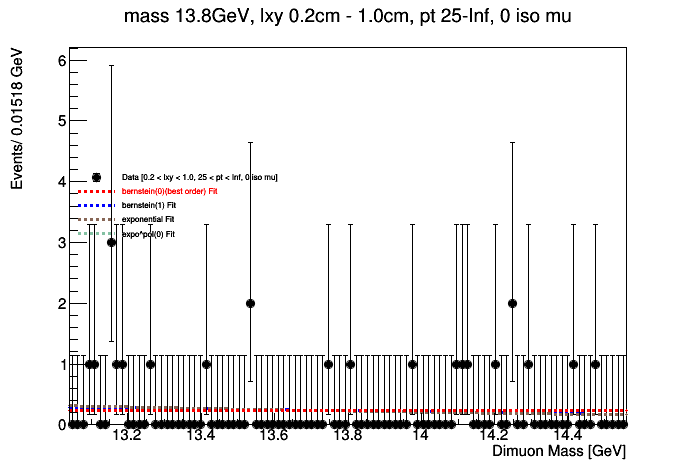 mass 13.8GeV, lxy 0.2cm - 1.0cm, pt 25-Inf, 0 iso mu
Events/ 0.01518 GeV
6
5
4
3
2
1
0
Data [0.2 < lxy < 1.0, 25 < pt < Inf, 0 iso mu]
bernstein(0)(best order) Fit
bernstein(1) Fit
exponential Fit
expo^pol(0) Fit
13.2 13.4 13.6 13.8 14 14.2 14.4
Dimuon Mass [GeV]